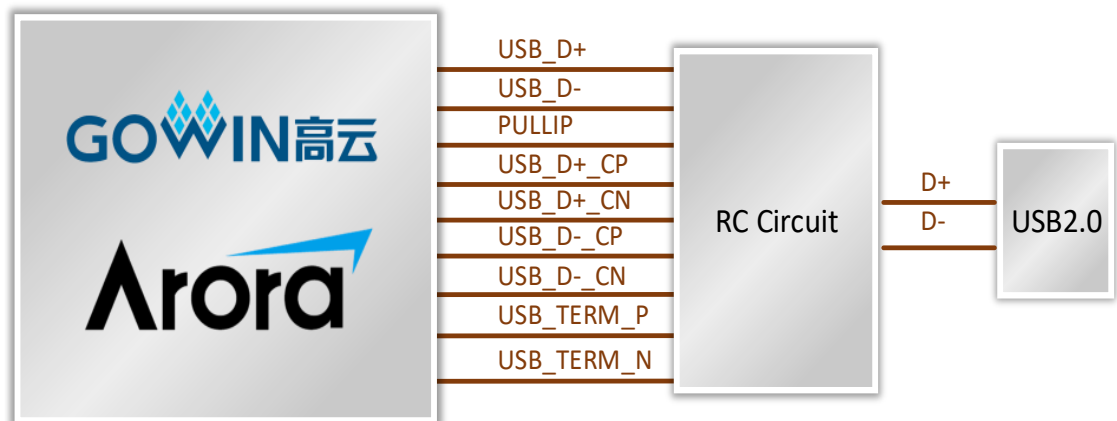 GOWIN高云
Arora
USB_D+
USB_D-
PULLIP
USB_D+_CP
USB_D+_CN
USB_D-_CP
USB_D-_CN
USB_TERM_P
USB_TERM_N
RC Circuit
D+
D-
USB2.0